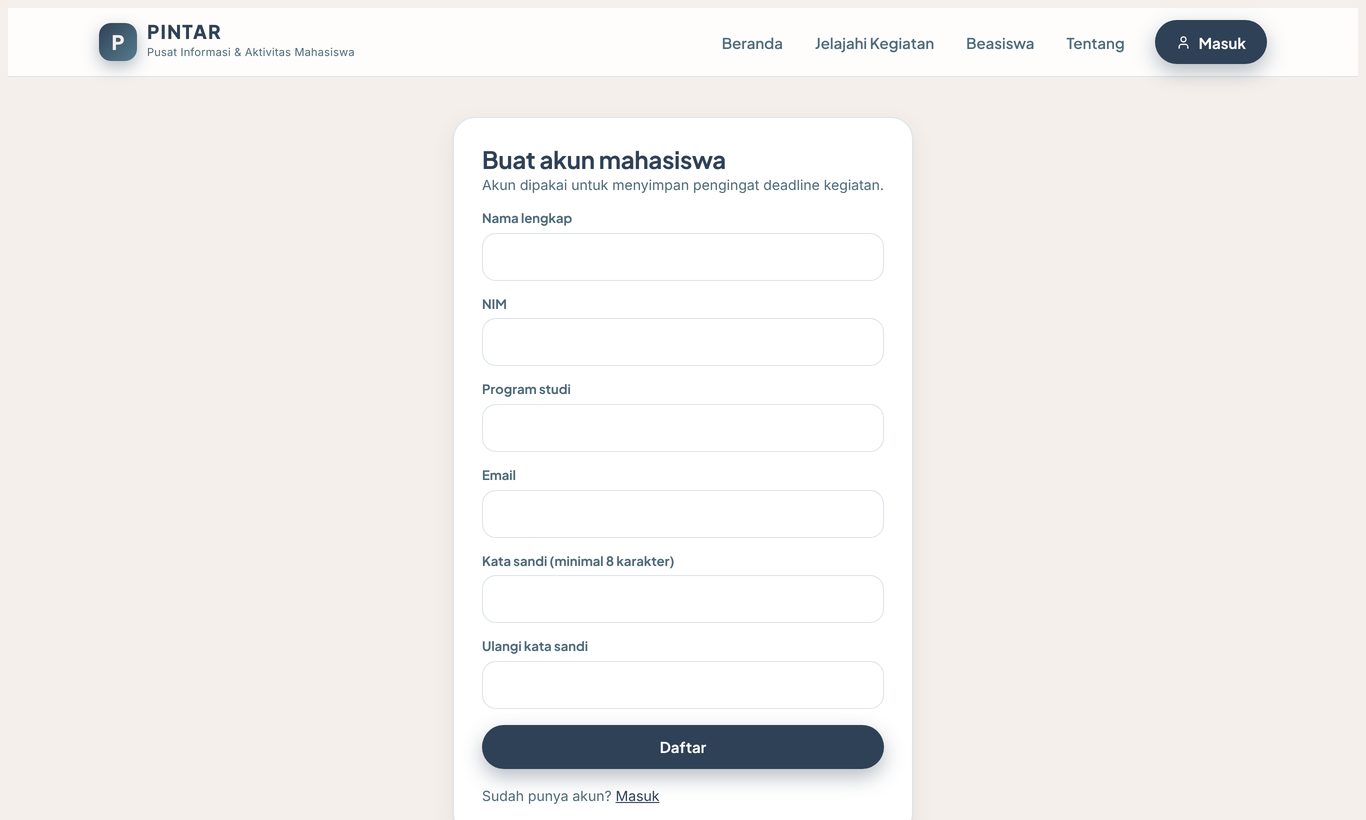 P
PINTAR
Pusat Informasi & Aktivitas Mahasiswa
Beranda
Jelajahi Kegiatan
Beasiswa
Tentang
Masuk
Buat akun mahasiswa
Akun dipakai untuk menyimpan pengingat deadline kegiatan.
Nama lengkap
NIM
Program studi
Email
Kata sandi (minimal 8 karakter)
Ulangi kata sandi
Daftar
Sudah punya akun? Masuk